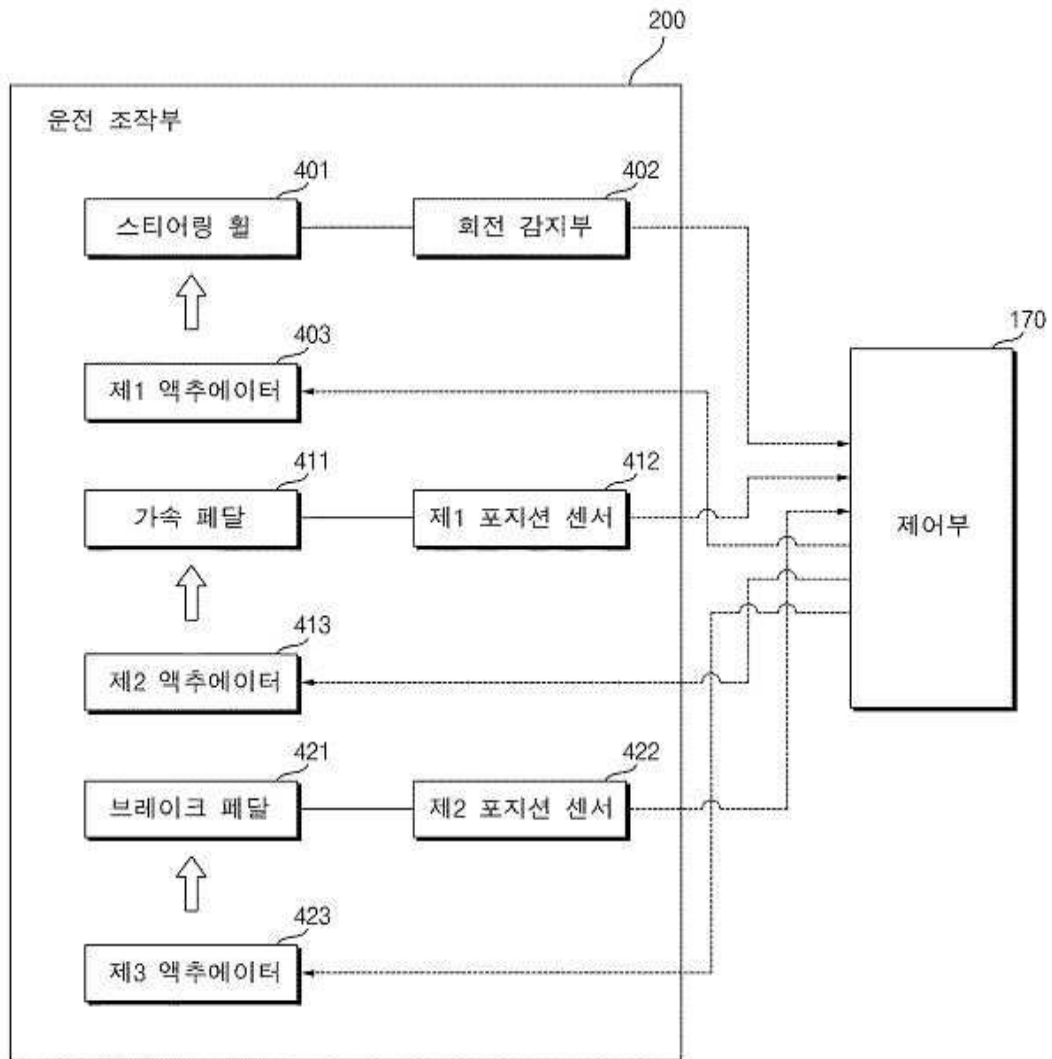 200
운전 조작부
401
402
스티어링 휠
회전 감지부
403
170
제1 액추에이터
411
412
가속 페달
제1 포지션 센서
제어부
413
제2 액추에이터
421
422
브레이크 페달
제2 포지션 센서
423
제3 액추에이터